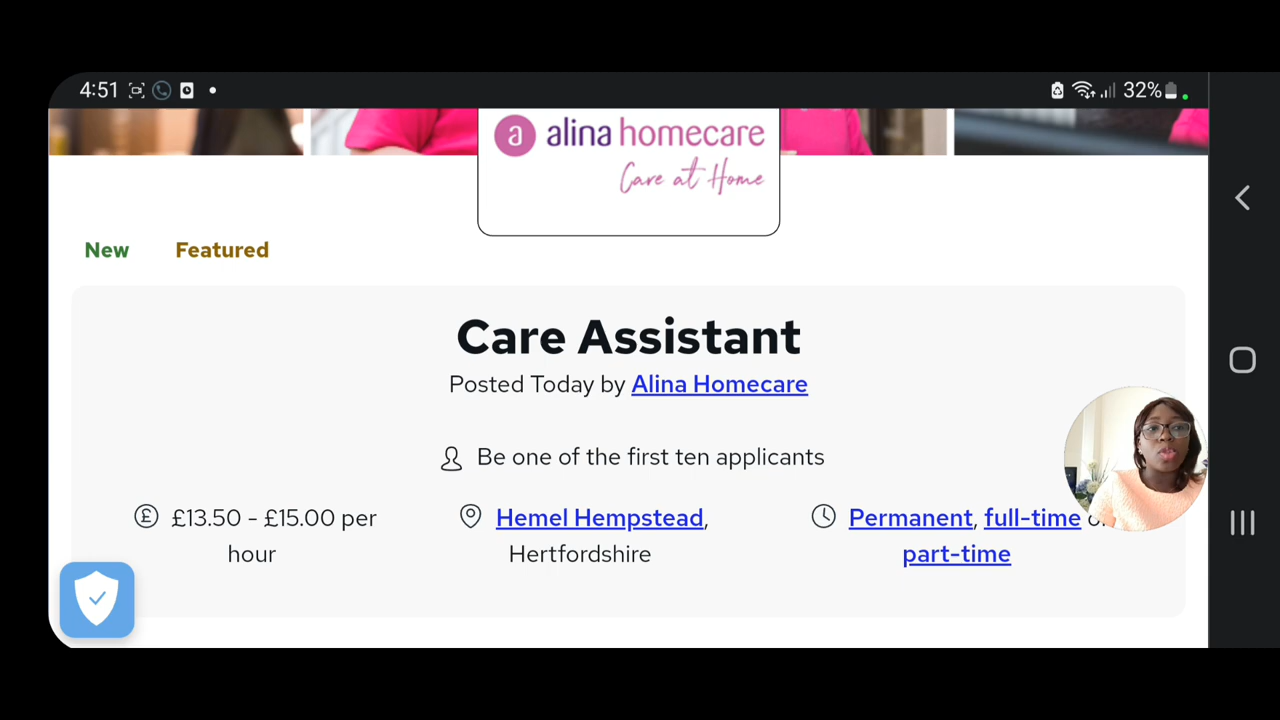 4:51
32%
a alina homecare
Care at Home
New Featured
Care Assistant
Posted Today by Alina Homecare
Be one of the first ten applicants
£13.50 - £15.00 per
hour
Hemel Hempstead,
Hertfordshire
Permanent, full-time
part-time